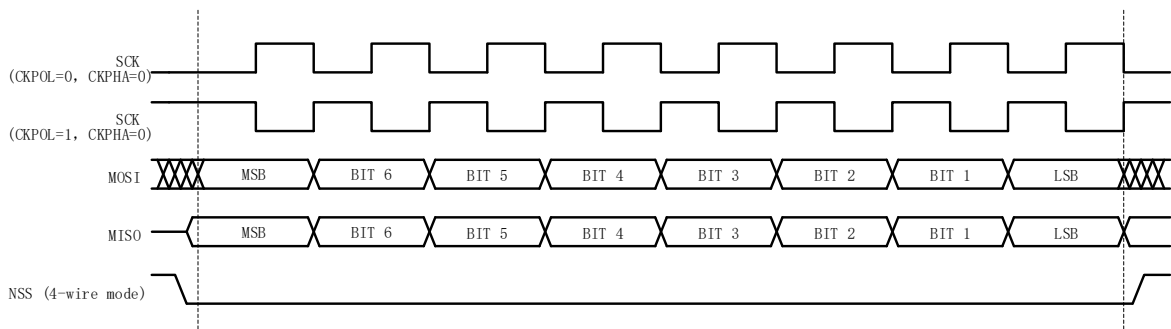 SCK
(CKPOL=0, CKPHA=0)
SCK
(CKPOL=1, CKPHA=0)
MOSI MSB BIT 6 BIT 5 BIT 4 BIT 3 BIT 2 BIT 1 LSB
MISO MSB BIT 6 BIT 5 BIT 4 BIT 3 BIT 2 BIT 1 LSB
NSS (4-wire mode)